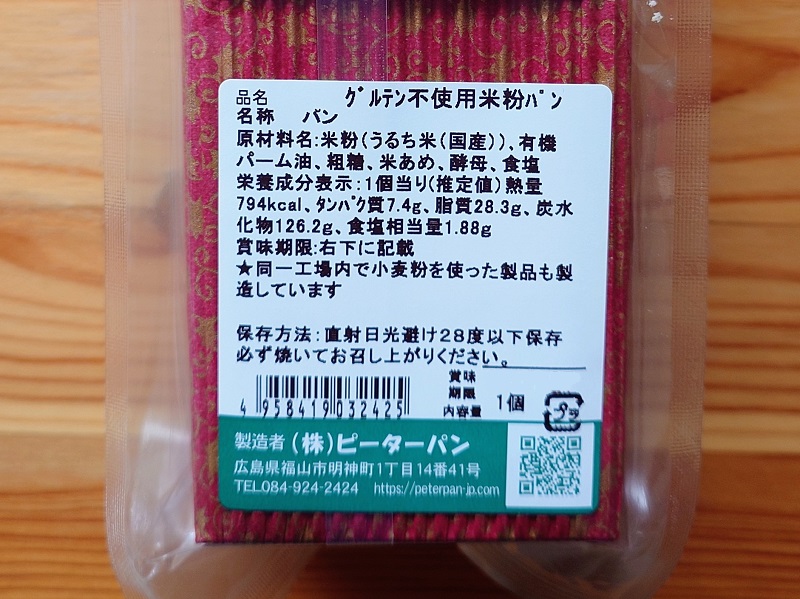 品名 ｸﾞﾙﾃﾝ不使用米粉ﾊﾟﾝ
名称 パン
原材料名:米粉(うるち米(国産))、有機
パーム油、粗糖、米あめ、酵母、食塩
栄養成分表示:1個当り(推定値)熱量
794kcal、ﾀﾝﾊﾟｸ質7.4g、脂質28.3g、炭水
化物126.2g、食塩相当量1.88g
賞味期限:右下に記載
★同一工場内で小麦粉を使った製品も製
造しています
保存方法:直射日光避け28度以下保存
必ず焼いてお召し上がりください。
賞味
期限
内容量 1個
プラ
4 958419 032425
製造者 (株)ピーターパン
広島県福山市明神町1丁目14番41号
TEL084-924-2424 https://peterpan-jp.com